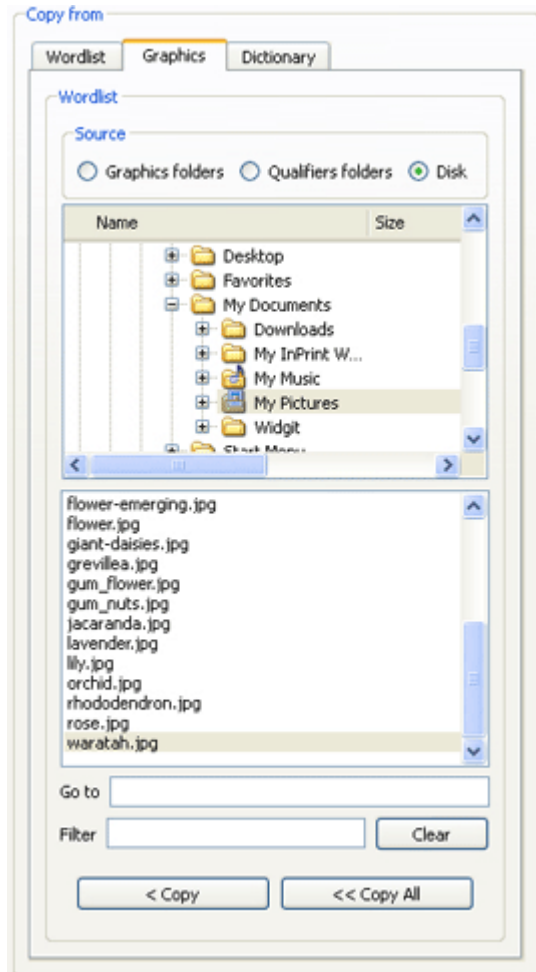 Copy from
Wordlist Graphics Dictionary
Wordlist
Source
Graphics folders Qualifiers folders Disk
Name Size
Desktop
Favorites
My Documents
Downloads
My InPrint W...
My Music
My Pictures
Widgit
Start Menu
flower-emerging.jpg
flower.jpg
giant-daisies.jpg
grevillea.jpg
gum_flower.jpg
gum_nuts.jpg
jacaranda.jpg
lavender.jpg
lily.jpg
orchid.jpg
rhododendron.jpg
rose.jpg
waratah.jpg
Go to
Filter Clear
< Copy << Copy All